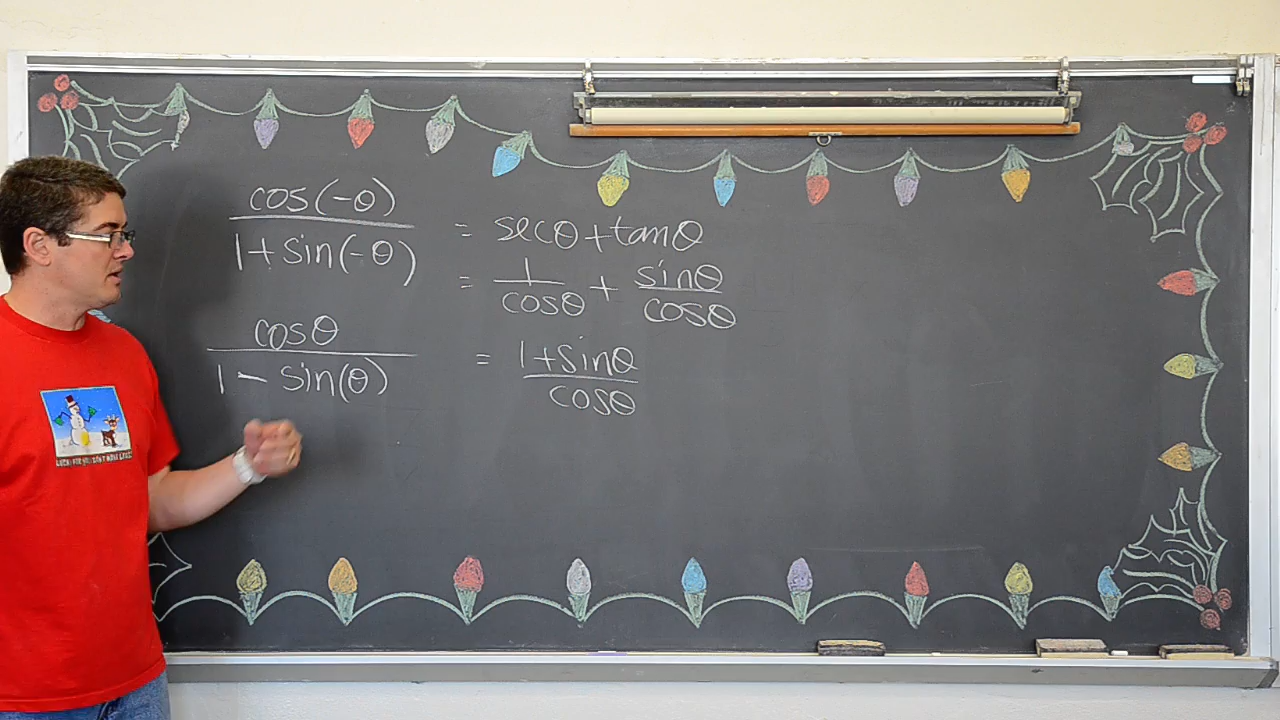 cos(-θ) / 1+sin(-θ) = secθ+tanθ
= 1/cosθ + sinθ/cosθ
cosθ / 1-sin(θ) = 1+sinθ / cosθ